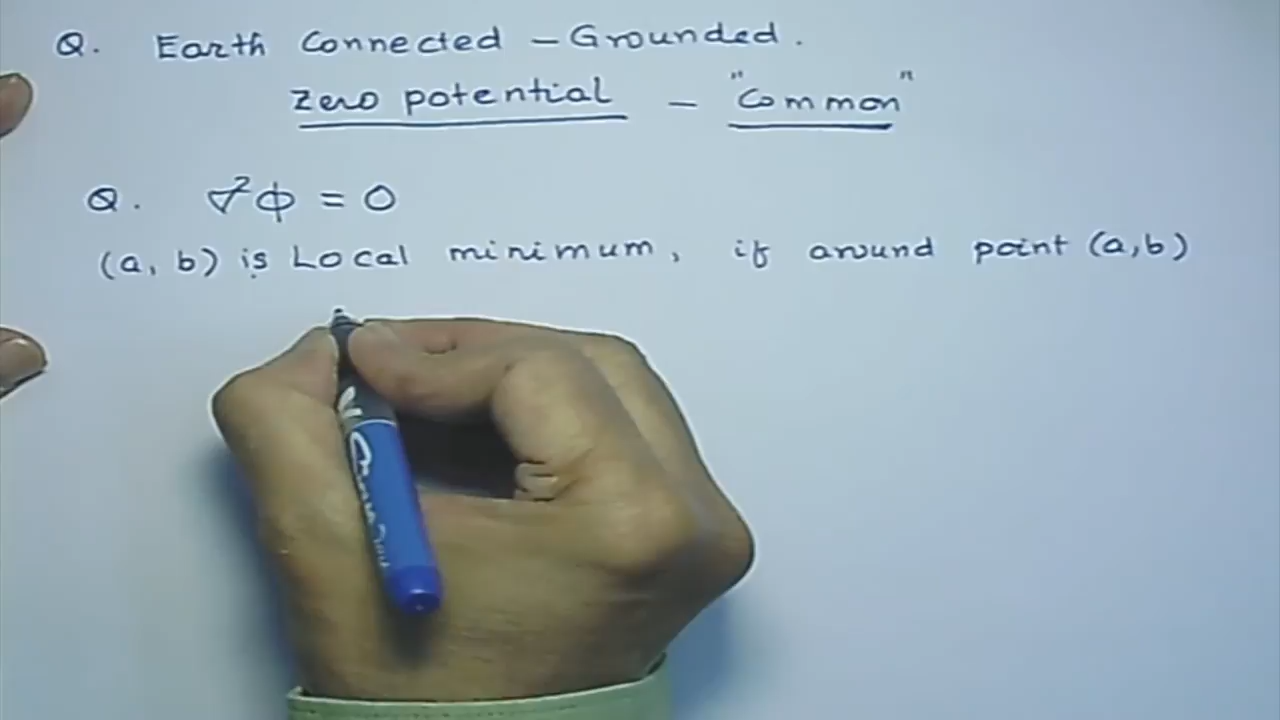 Q. Earth Connected - Grounded.
Zero potential - "Common"
Q. ∇²φ = 0
(a, b) is Local minimum, if around point (a,b)